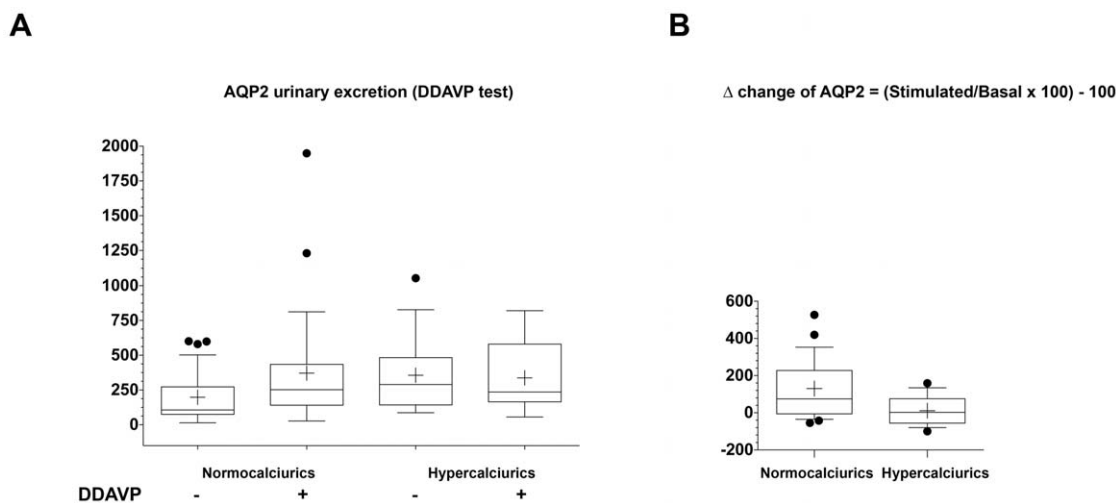 A
B
AQP2 urinary excretion (DDAVP test)
Δ change of AQP2 = (Stimulated/Basal x 100) - 100
2000
1750
1500
1250
1000
750
500
250
0
600
400
200
0
-200
Normocalciurics Hypercalciurics
DDAVP - + - +
Normocalciurics Hypercalciurics